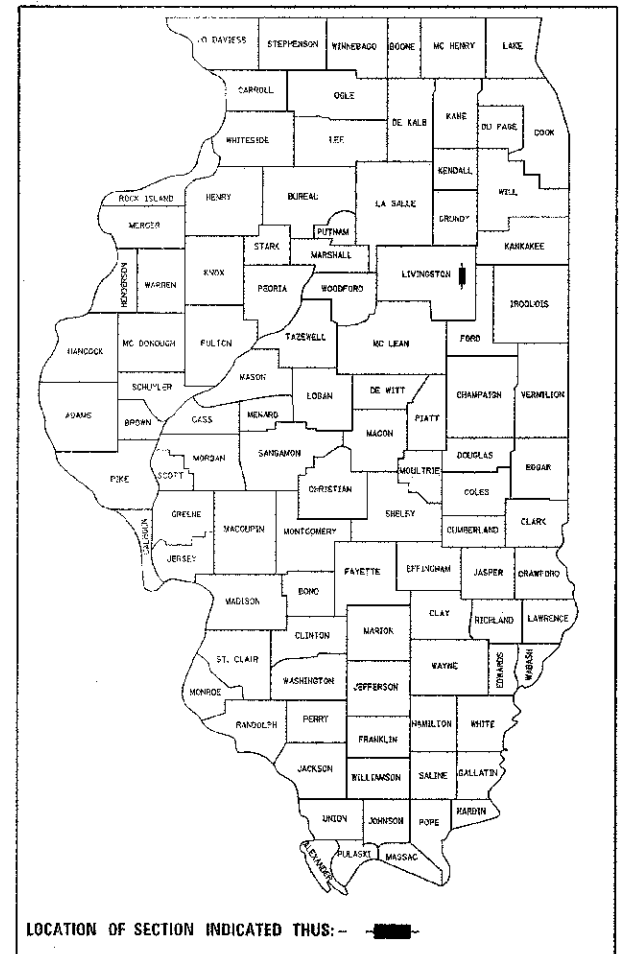 JO DAVIESS STEPHENSON WINNEBAGO BOONE MC HENRY LAKE
CARROLL OGLE
DE KALB KANE DU PAGE COOK
WHITESIDE LEE
KENDALL
ROCK ISLAND HENRY BUREAU LA SALLE GRUNDY WILL
MERCER
PUTNAM
STARK MARSHALL KANKAKEE
HENDERSON WARREN KNOX PEORIA WOODFORD LIVINGSTON IROQUOIS
FORD
HANCOCK MC DONOUGH FULTON TAZEWELL MC LEAN
MASON
SCHUYLER LOGAN DE WITT CHAMPAIGN VERMILION
ADAMS BROWN CASS MENARD PIATT
MACON
MORGAN SANGAMON DOUGLAS
PIKE SCOTT MOULTRIE EDGAR
CHRISTIAN COLES
GREENE SHELBY
CALHOUN MACOUPIN MONTGOMERY CUMBERLAND CLARK
JERSEY
FAYETTE EFFINGHAM JASPER CRAWFORD
MADISON BOND
CLAY RICHLAND LAWRENCE
CLINTON MARION
ST. CLAIR WAYNE EDWARDS WABASH
WASHINGTON JEFFERSON
MONROE
RANDOLPH PERRY HAMILTON WHITE
FRANKLIN
JACKSON WILLIAMSON SALINE GALLATIN
UNION JOHNSON POPE HARDIN
ALEXANDER PULASKI MASSAC
LOCATION OF SECTION INDICATED THUS: -